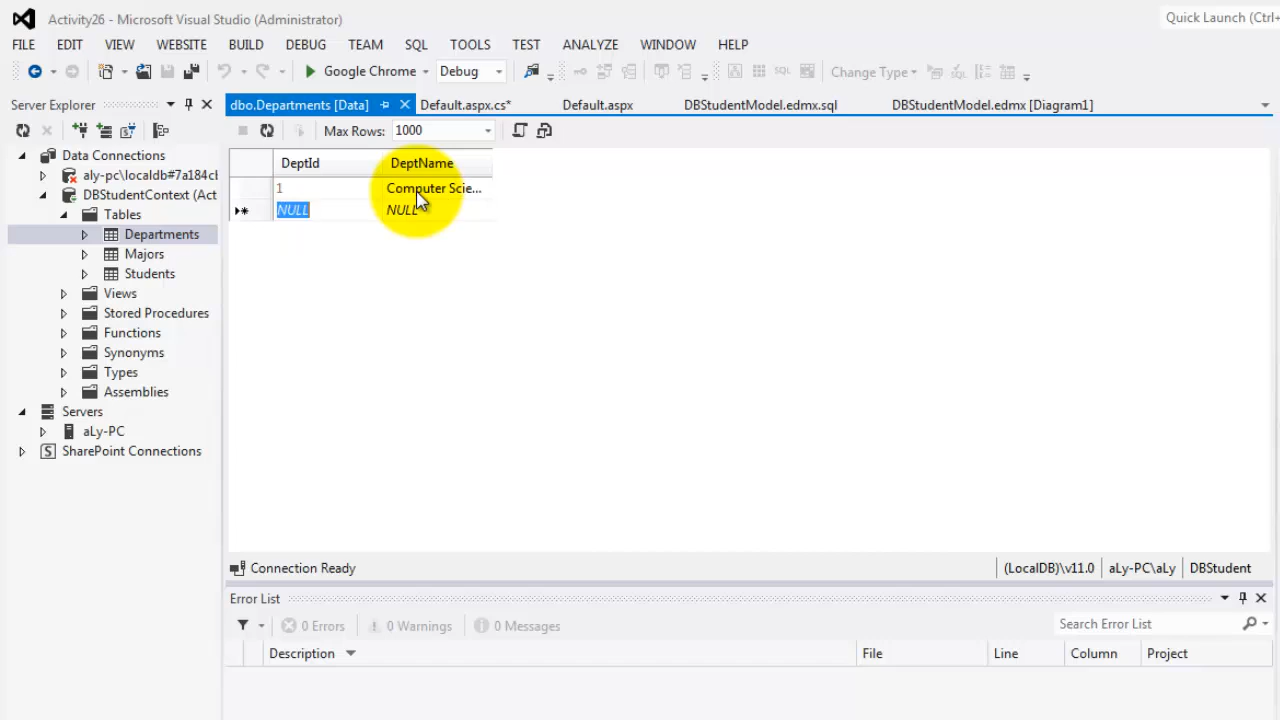 Activity26 - Microsoft Visual Studio (Administrator)
Quick Launch (Ctrl+
FILE EDIT VIEW WEBSITE BUILD DEBUG TEAM SQL TOOLS TEST ANALYZE WINDOW HELP
Google Chrome Debug Change Type
Server Explorer
dbo.Departments [Data] Default.aspx.cs* Default.aspx DBStudentModel.edmx.sql DBStudentModel.edmx [Diagram1]
Max Rows: 1000
Data Connections
aly-pc\localdb#7a184cb
DBStudentContext (Act
Tables
Departments
Majors
Students
Views
Stored Procedures
Functions
Synonyms
Types
Assemblies
Servers
aLy-PC
SharePoint Connections
DeptId DeptName
1 Computer Scie...
NULL NULL
Connection Ready
(LocalDB)\v11.0 aLy-PC\aLy DBStudent
Error List
0 Errors 0 Warnings 0 Messages
Search Error List
Description File Line Column Project